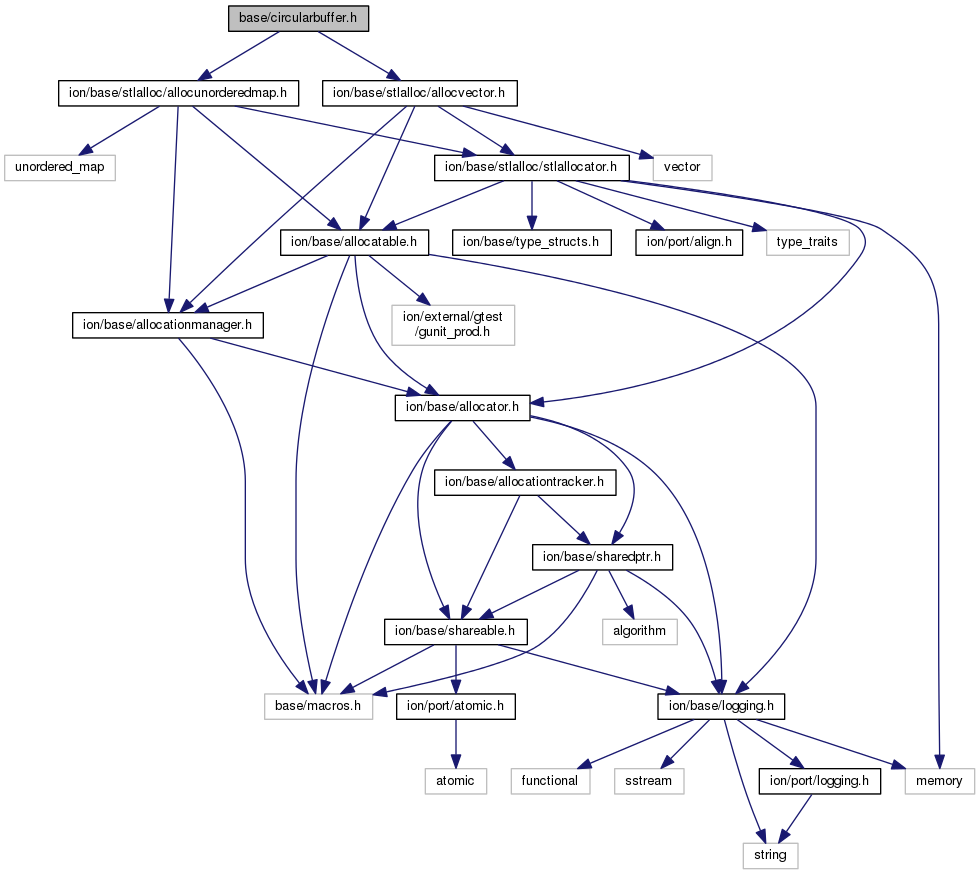 base/circularbuffer.h
ion/base/stlalloc/allocunorderedmap.h
ion/base/stlalloc/allocvector.h
unordered_map
ion/base/stlalloc/stlallocator.h
vector
ion/base/allocatable.h
ion/base/type_structs.h
ion/port/align.h
type_traits
ion/base/allocationmanager.h
ion/external/gtest
/gunit_prod.h
ion/base/allocator.h
ion/base/allocationtracker.h
ion/base/sharedptr.h
ion/base/shareable.h
algorithm
base/macros.h
ion/port/atomic.h
ion/base/logging.h
atomic
functional
sstream
ion/port/logging.h
memory
string